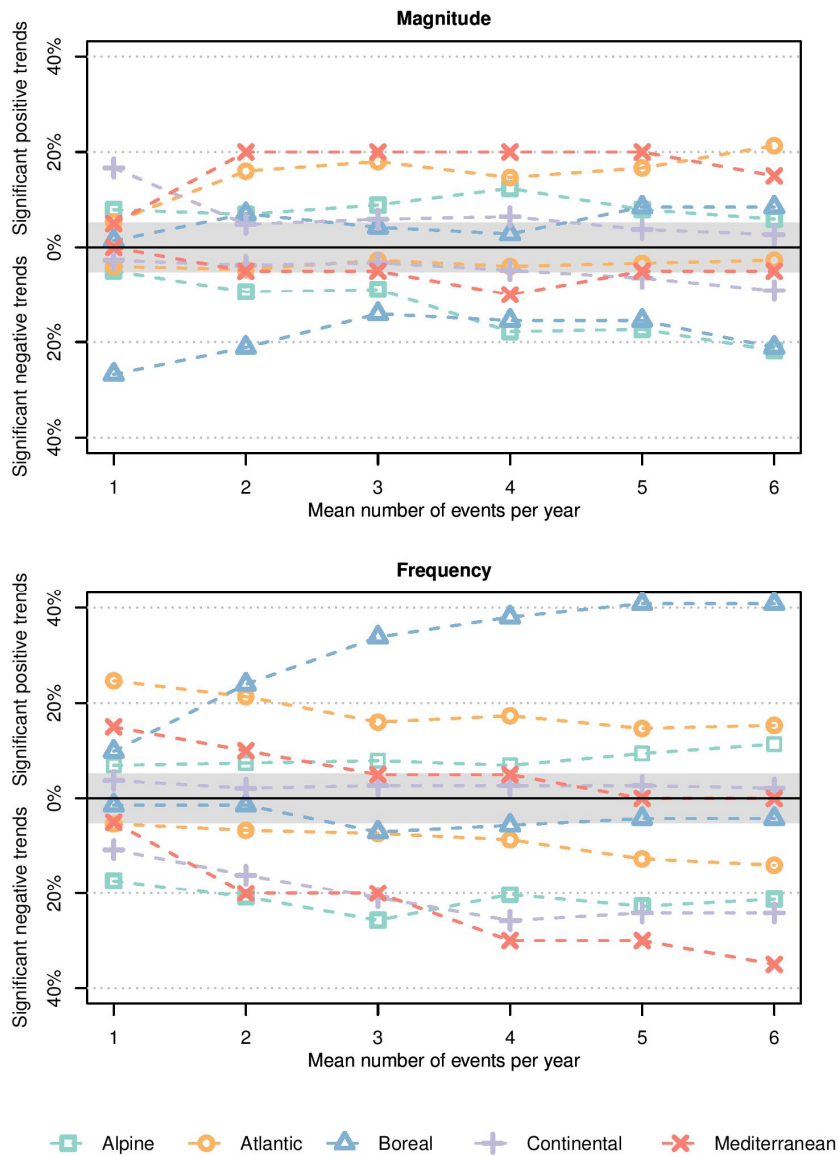 Magnitude
Significant positive trends
Significant negative trends
40%
20%
0%
20%
40%
1 2 3 4 5 6
Mean number of events per year
Frequency
Significant positive trends
Significant negative trends
40%
20%
0%
20%
40%
1 2 3 4 5 6
Mean number of events per year
Alpine Atlantic Boreal Continental Mediterranean